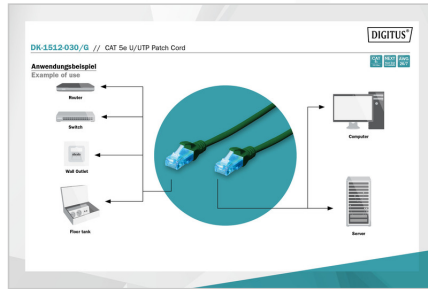 DIGITUS®
DK-1512-030/G // CAT 5e U/UTP Patch Cord
Anwendungsbeispiel
Example of use
Router
Switch
Wall Outlet
Floor tank
Computer
Server